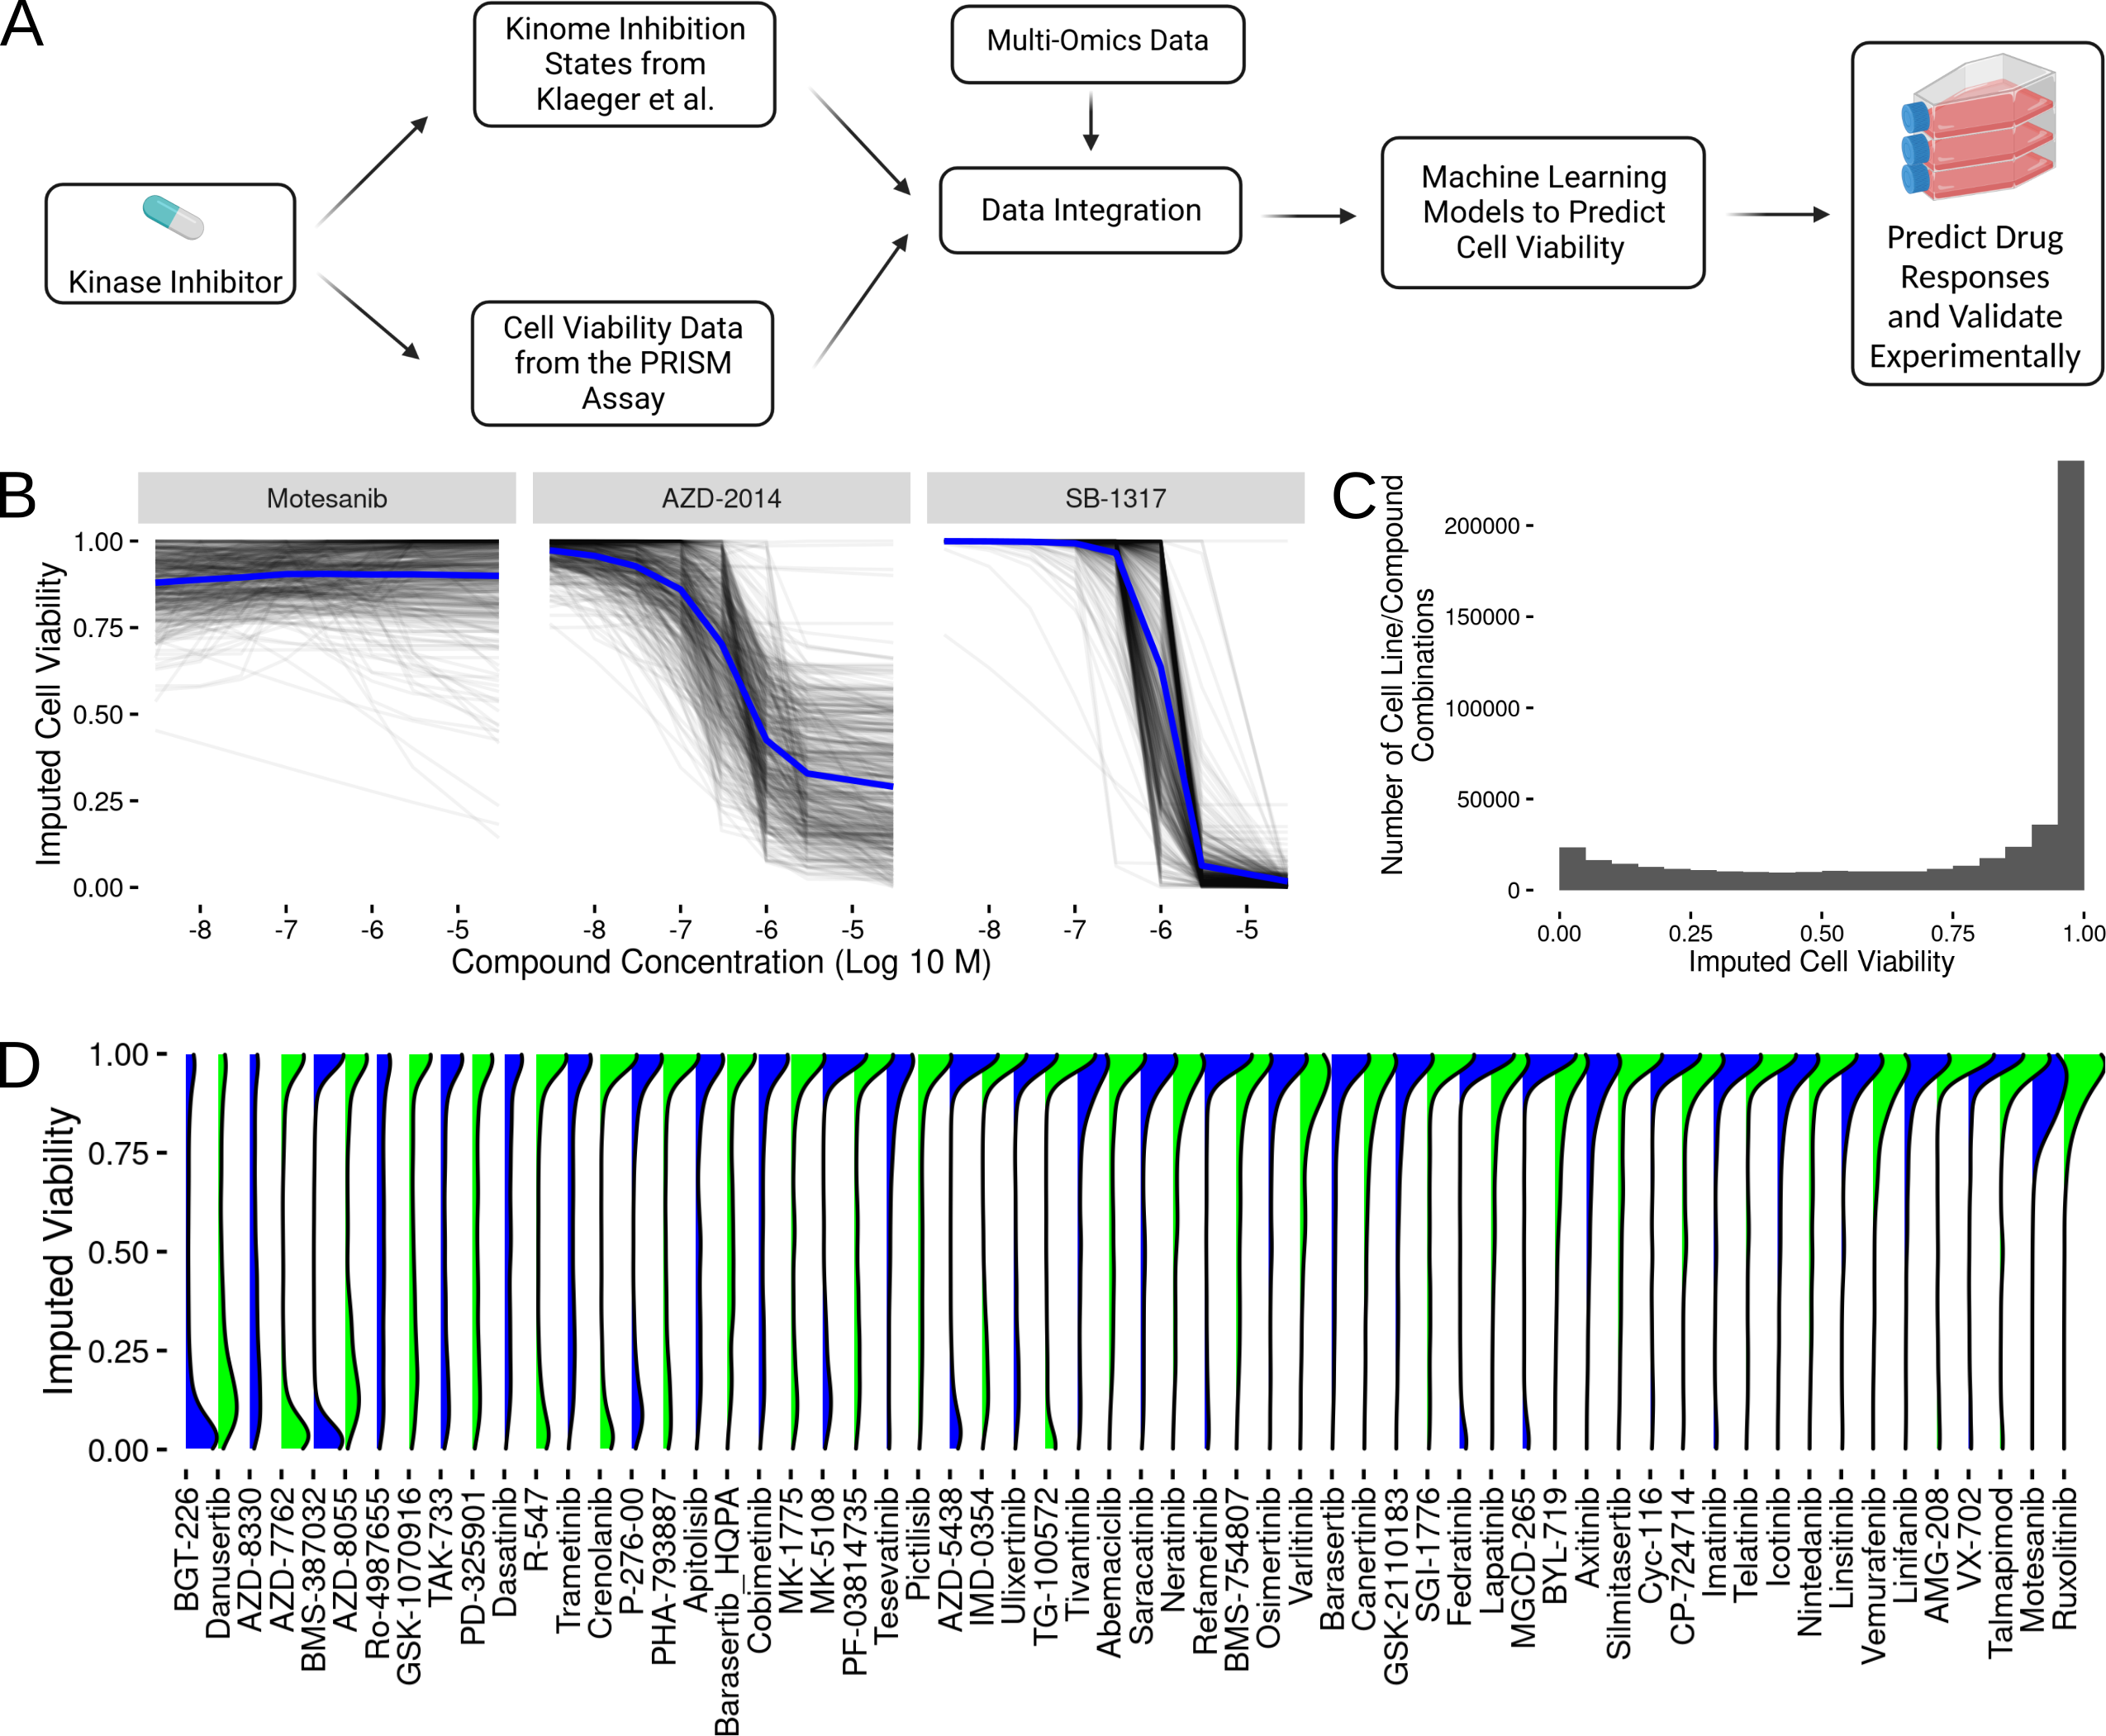 A
Kinase Inhibitor
Kinome Inhibition
States from
Klaeger et al.
Cell Viability Data
from the PRISM
Assay
Multi-Omics Data
Data Integration
Machine Learning
Models to Predict
Cell Viability
Predict Drug
Responses
and Validate
Experimentally
B
Motesanib
AZD-2014
SB-1317
Imputed Cell Viability
1.00
0.75
0.50
0.25
0.00
-8 -7 -6 -5
-8 -7 -6 -5
-8 -7 -6 -5
Compound Concentration (Log 10 M)
C
Number of Cell Line/Compound
Combinations
200000
150000
100000
50000
0
0.00 0.25 0.50 0.75 1.00
Imputed Cell Viability
D
Imputed Viability
1.00
0.75
0.50
0.25
0.00
BGT-226
Danusertib
AZD-8330
AZD-7762
BMS-387032
AZD-8055
Ro-4987655
GSK-1070916
TAK-733
PD-325901
Dasatinib
R-547
Trametinib
Crenolanib
P-276-00
PHA-793887
Apitolisib
Barasertib_HQPA
Cobimetinib
MK-1775
MK-5108
PF-03814735
Tesevatinib
Pictilisib
AZD-5438
IMD-0354
Ulixertinib
TG-100572
Tivantinib
Abemaciclib
Saracatinib
Neratinib
Refametinib
BMS-754807
Osimertinib
Varlitinib
Barasertib
Canertinib
GSK-2110183
SGI-1776
Fedratinib
Lapatinib
MGCD-265
BYL-719
Axitinib
Silmitasertib
Cyc-116
CP-724714
Imatinib
Telatinib
Icotinib
Nintedanib
Linsitinib
Vemurafenib
Linifanib
AMG-208
VX-702
Talmapimod
Motesanib
Ruxolitinib